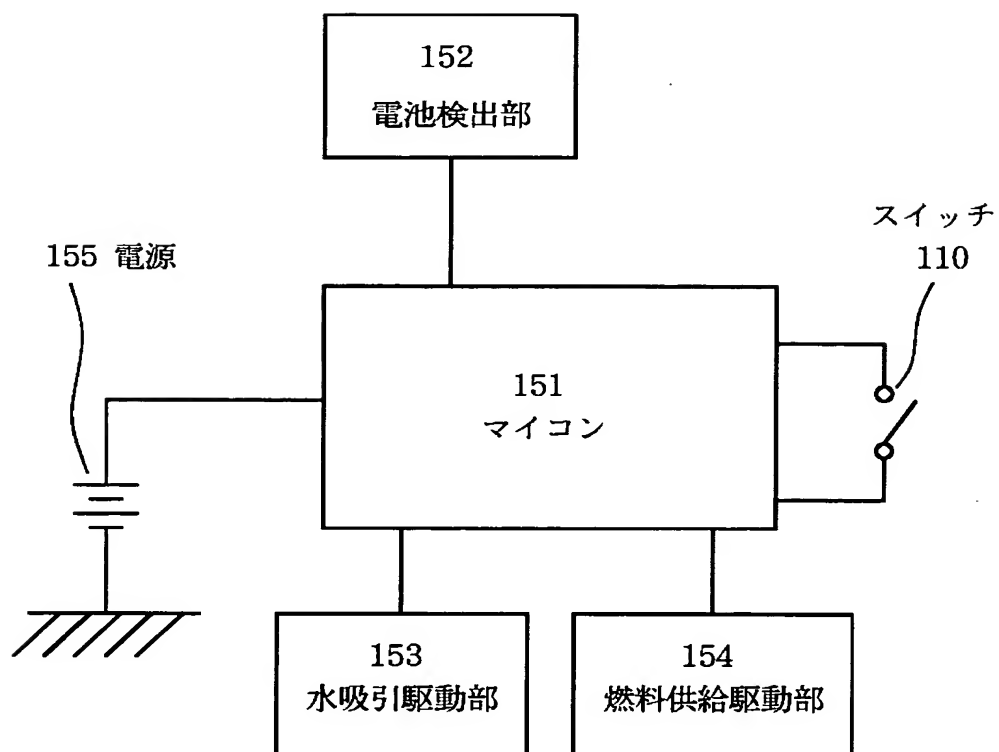 152
電池検出部
スイッチ
110
155 電源
151
マイコン
153
水吸引駆動部
154
燃料供給駆動部